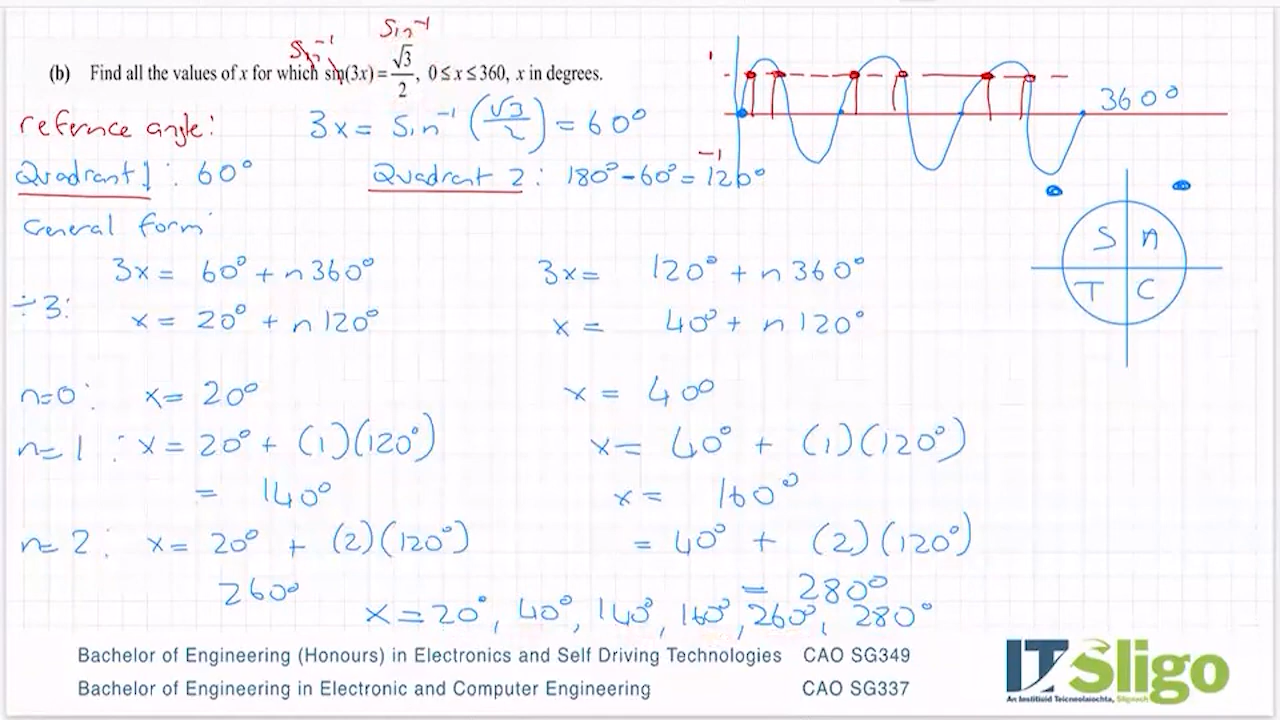 Sin⁻¹ Sin⁻¹
(b) Find all the values of x for which sin(3x) = √3/2, 0 ≤ x ≤ 360, x in degrees.
refernce angle: 3x = Sin⁻¹ (√3/2) = 60°
Quadrant 1: 60° Quadrant 2: 180° - 60° = 120°
General form:
3x = 60° + n360° 3x = 120° + n360°
÷3: x = 20° + n120° x = 40° + n120°
n=0: x = 20° x = 40°
n=1: x = 20° + (1)(120°) x = 40° + (1)(120°)
= 140° x = 160°
n=2: x = 20° + (2)(120°) = 40° + (2)(120°)
260° = 280°
x = 20°, 40°, 140°, 160°, 260°, 280°
1
360°
-1
S A
T C
Bachelor of Engineering (Honours) in Electronics and Self Driving Technologies CAO SG349
Bachelor of Engineering in Electronic and Computer Engineering CAO SG337
IT Sligo
An Institiúid Teicneolaíochta, Sligeach